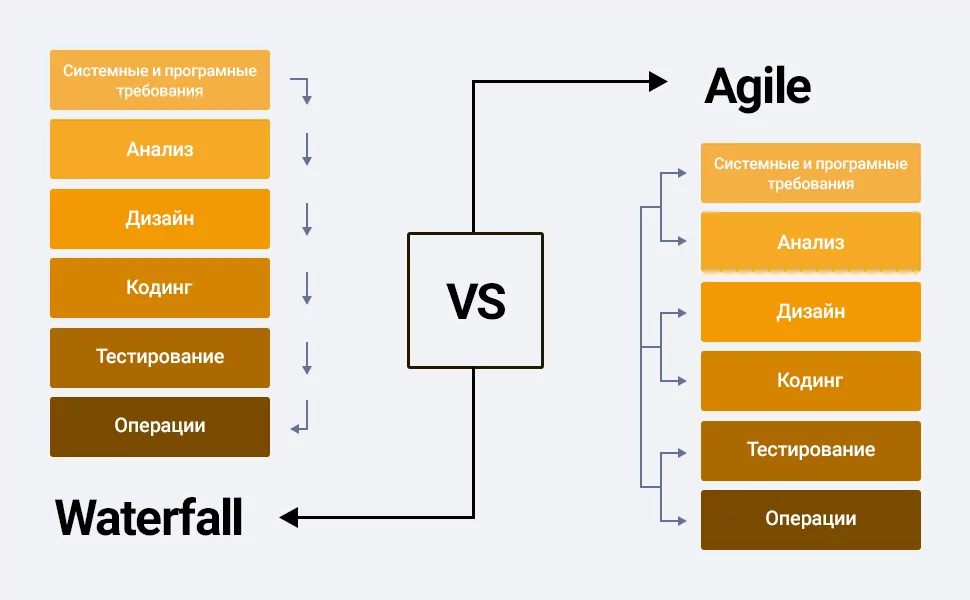 Системные и програмные
требования
Анализ
Дизайн
Кодинг
Тестирование
Операции
Waterfall
VS
Agile
Системные и програмные
требования
Анализ
Дизайн
Кодинг
Тестирование
Операции